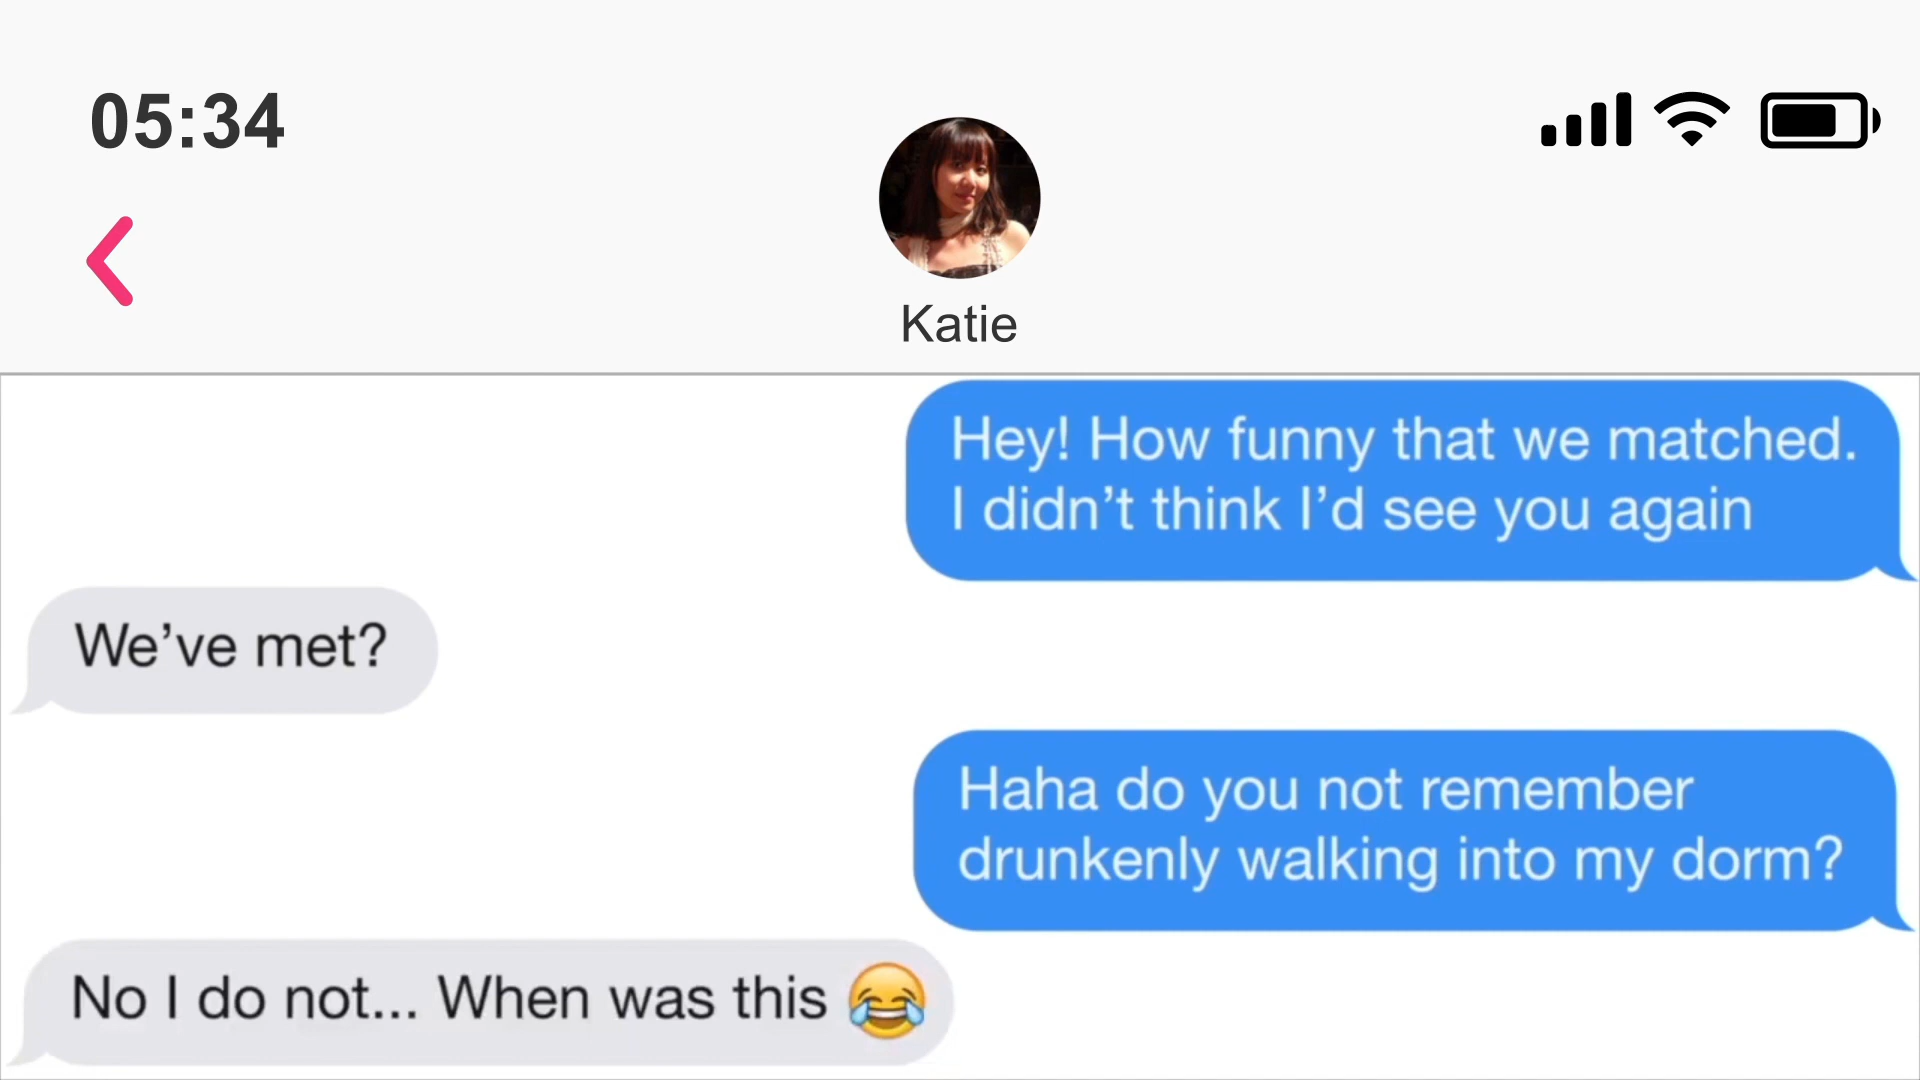 05:34
Katie
Hey! How funny that we matched.
I didn’t think I’d see you again
We’ve met?
Haha do you not remember
drunkenly walking into my dorm?
No I do not... When was this 😂